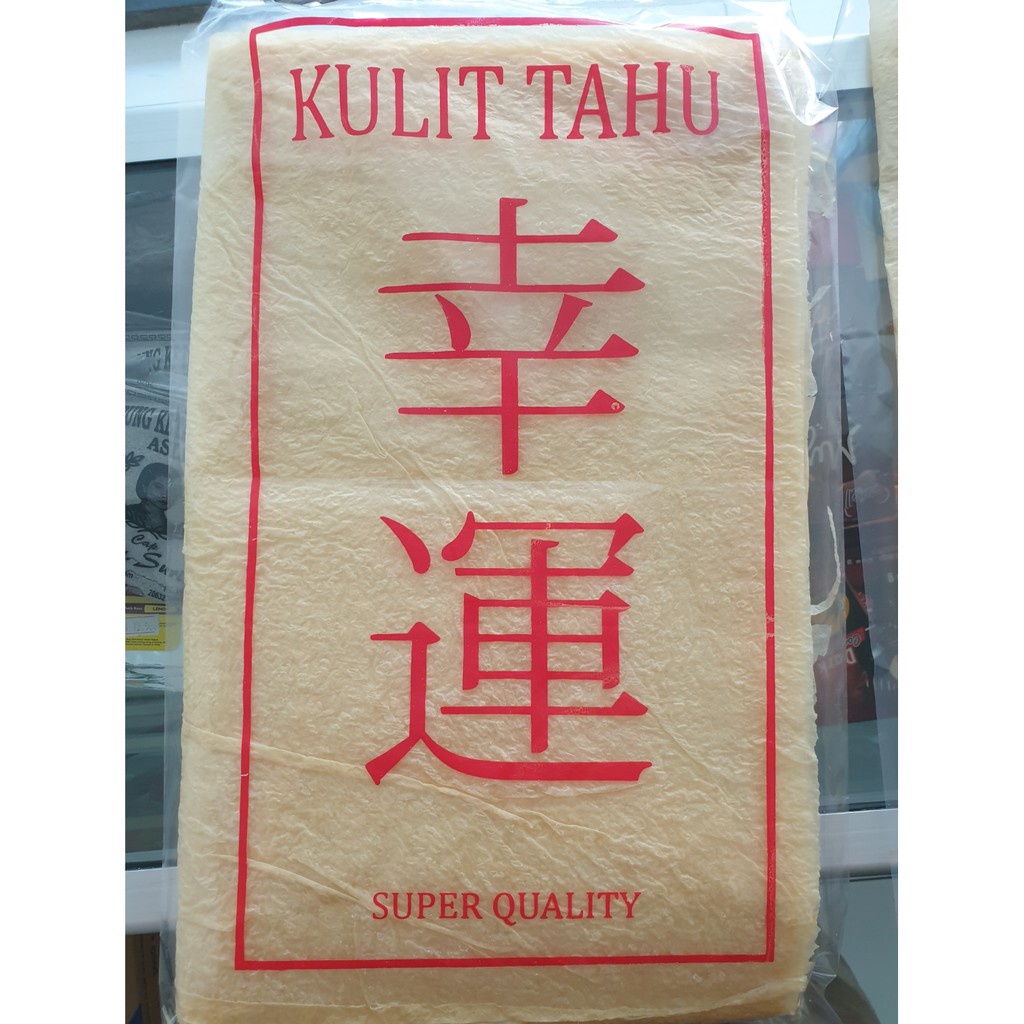 KULIT TAHU
幸
運
SUPER QUALITY